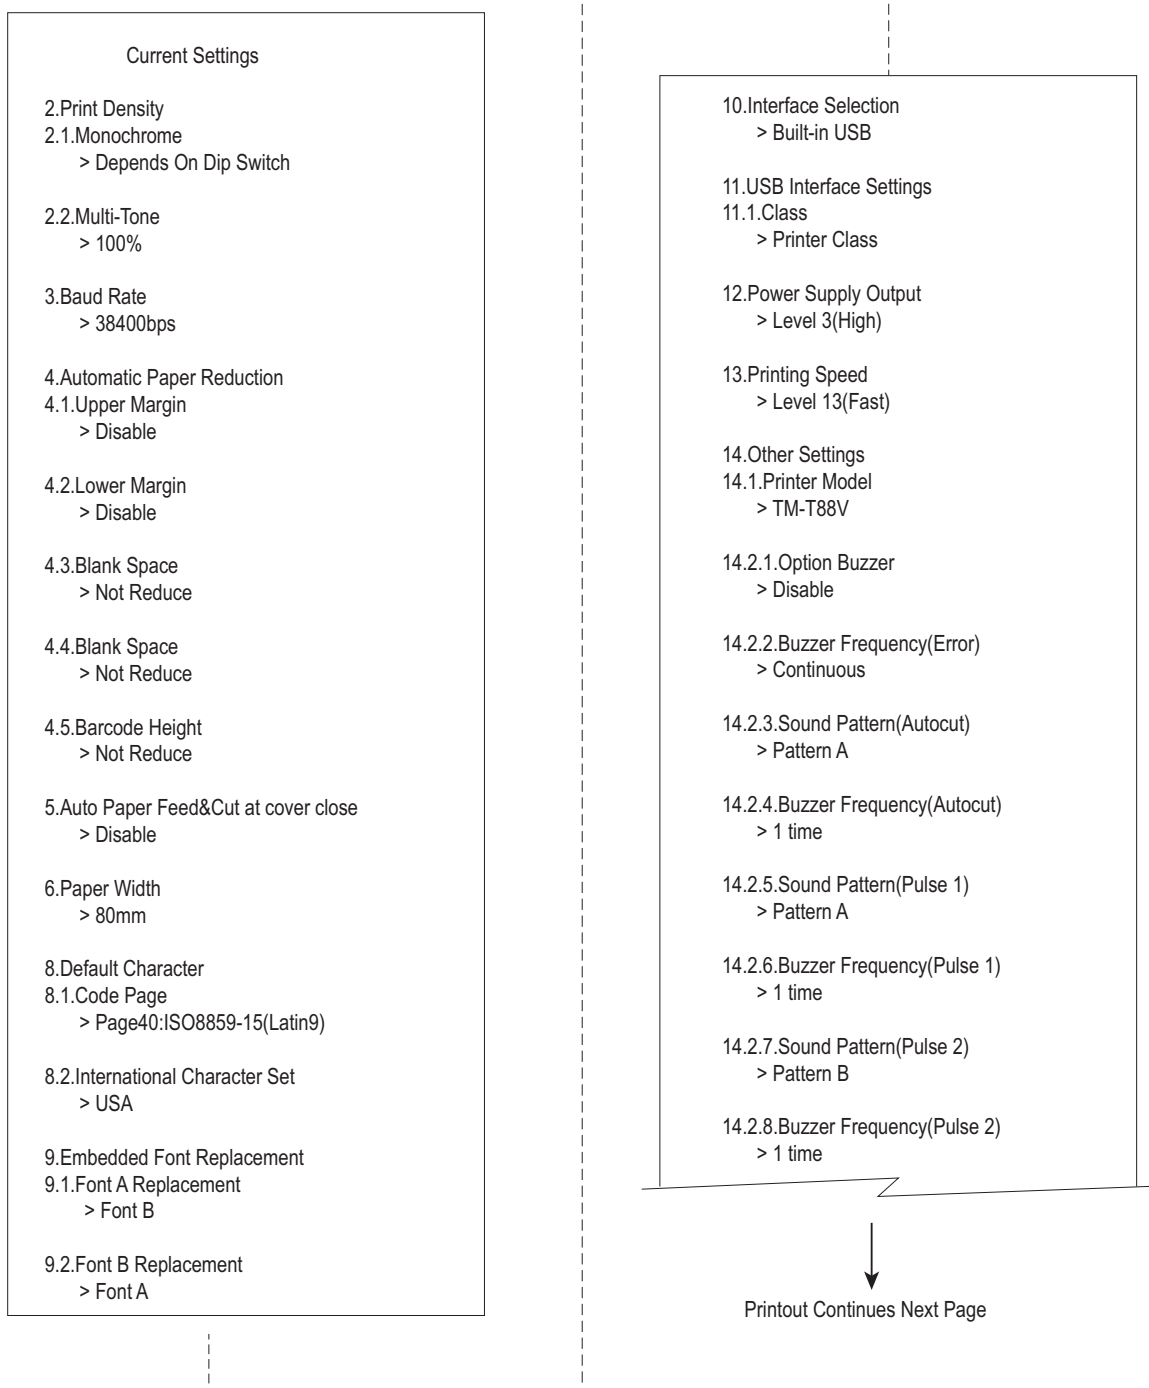 Current Settings
2.Print Density
2.1.Monochrome
> Depends On Dip Switch
2.2.Multi-Tone
> 100%
3.Baud Rate
> 38400bps
4.Automatic Paper Reduction
4.1.Upper Margin
> Disable
4.2.Lower Margin
> Disable
4.3.Blank Space
> Not Reduce
4.4.Blank Space
> Not Reduce
4.5.Barcode Height
> Not Reduce
5.Auto Paper Feed&Cut at cover close
> Disable
6.Paper Width
> 80mm
8.Default Character
8.1.Code Page
> Page40:ISO8859-15(Latin9)
8.2.International Character Set
> USA
9.Embedded Font Replacement
9.1.Font A Replacement
> Font B
9.2.Font B Replacement
> Font A
10.Interface Selection
> Built-in USB
11.USB Interface Settings
11.1.Class
> Printer Class
12.Power Supply Output
> Level 3(High)
13.Printing Speed
> Level 13(Fast)
14.Other Settings
14.1.Printer Model
> TM-T88V
14.2.1.Option Buzzer
> Disable
14.2.2.Buzzer Frequency(Error)
> Continuous
14.2.3.Sound Pattern(Autocut)
> Pattern A
14.2.4.Buzzer Frequency(Autocut)
> 1 time
14.2.5.Sound Pattern(Pulse 1)
> Pattern A
14.2.6.Buzzer Frequency(Pulse 1)
> 1 time
14.2.7.Sound Pattern(Pulse 2)
> Pattern B
14.2.8.Buzzer Frequency(Pulse 2)
> 1 time
Printout Continues Next Page